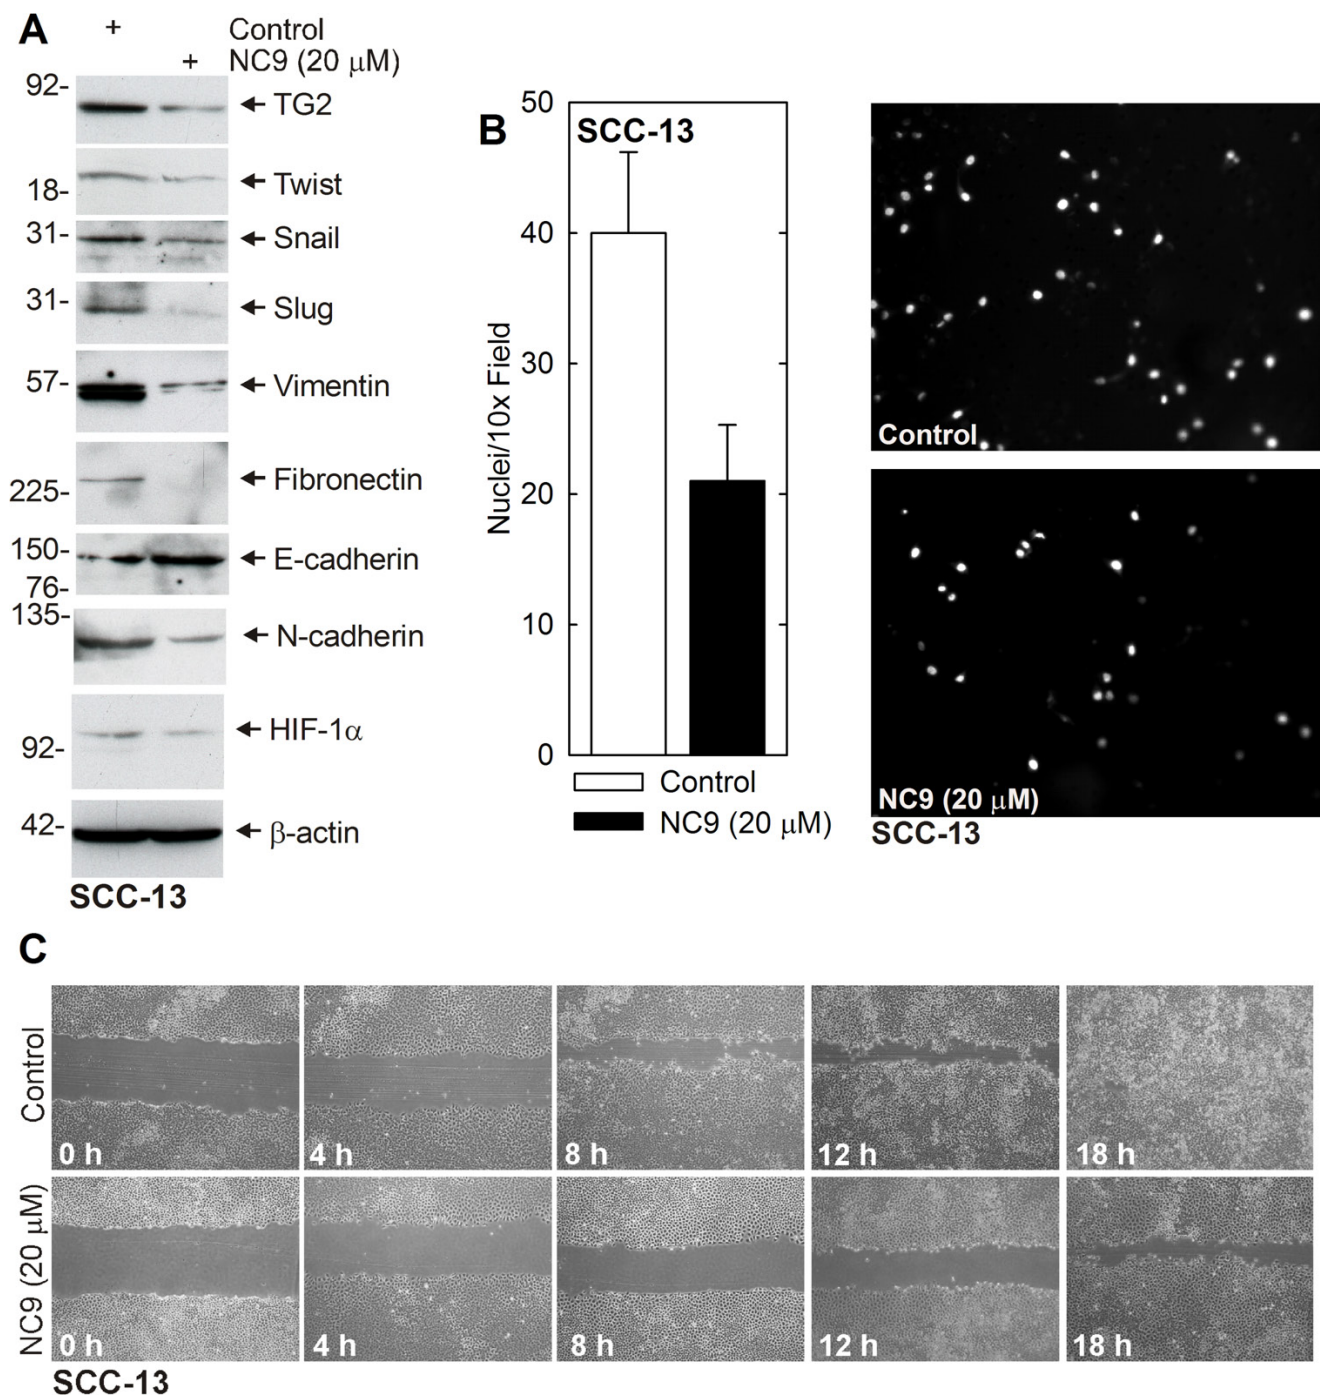 A
+ Control
+ NC9 (20 μM)
92-
TG2
Twist
18-
31-
Snail
31-
Slug
57-
Vimentin
Fibronectin
225-
150-
E-cadherin
76-
135-
N-cadherin
HIF-1α
92-
42-
β-actin
SCC-13
B
SCC-13
50
40
30
20
10
0
Nuclei/10x Field
Control
NC9 (20 μM)
Control
NC9 (20 μM)
SCC-13
C
Control
0 h
4 h
8 h
12 h
18 h
NC9 (20 μM)
0 h
4 h
8 h
12 h
18 h
SCC-13